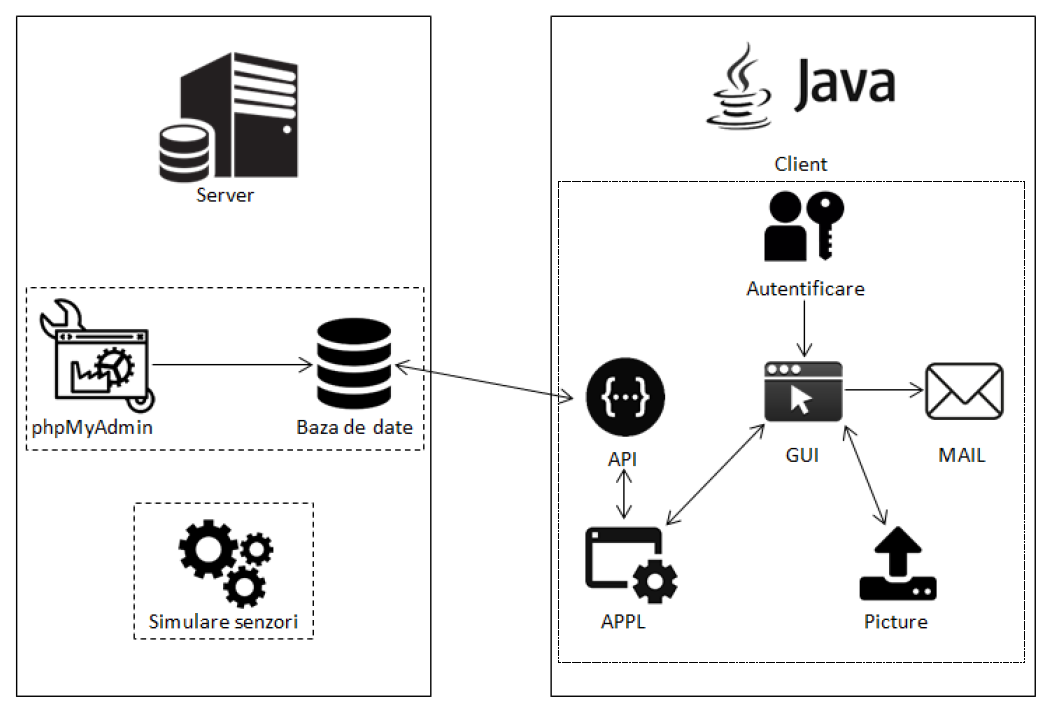 Server
phpMyAdmin
Baza de date
Simulare senzori
Java
Client
Autentificare
{...}
API
GUI
MAIL
APPL
Picture